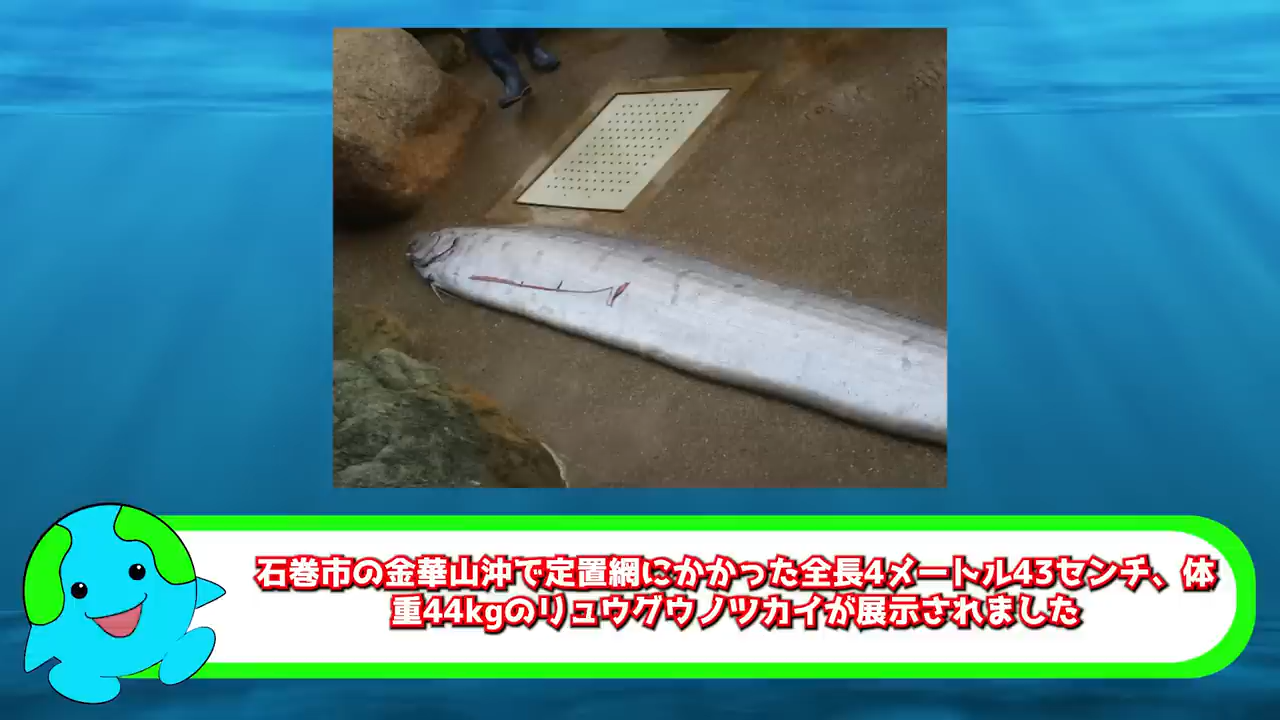 石巻市の金華山沖で定置網にかかった全長4メートル43センチ、体
重44kgのリュウグウノツカイが展示されました